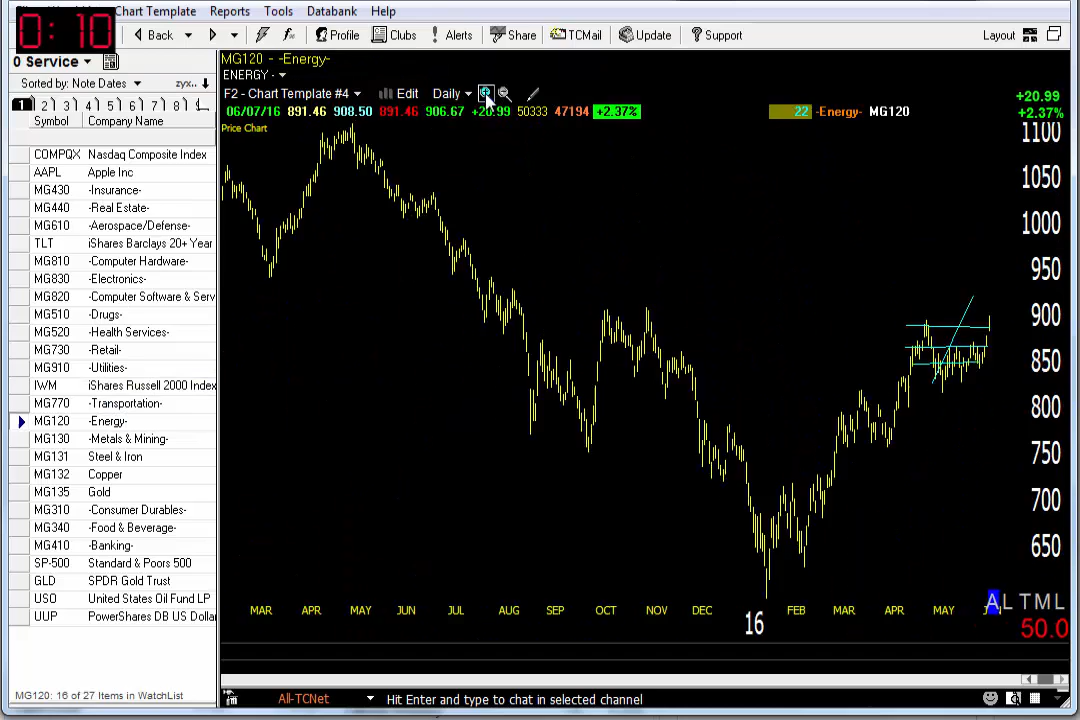 Chart Template Reports Tools Databank Help
0:10
Back Profile Clubs Alerts Share TCMail Update Support Layout
0 Service
Sorted by: Note Dates zyx..
1 2 3 4 5 6 7 8
Symbol Company Name
COMPQX Nasdaq Composite Index
AAPL Apple Inc
MG430 -Insurance-
MG440 -Real Estate-
MG610 -Aerospace/Defense-
TLT iShares Barclays 20+ Year
MG810 -Computer Hardware-
MG830 -Electronics-
MG820 -Computer Software & Serv
MG510 -Drugs-
MG520 -Health Services-
MG730 -Retail-
MG910 -Utilities-
IWM iShares Russell 2000 Index
MG770 -Transportation-
MG120 -Energy-
MG130 -Metals & Mining-
MG131 Steel & Iron
MG132 Copper
MG135 Gold
MG310 -Consumer Durables-
MG340 -Food & Beverage-
MG410 -Banking-
SP-500 Standard & Poors 500
GLD SPDR Gold Trust
USO United States Oil Fund LP
UUP PowerShares DB US Dollar
MG120: 16 of 27 Items in WatchList
MG120 - -Energy-
ENERGY -
F2 - Chart Template #4 Edit Daily
06/07/16 891.46 908.50 891.46 906.67 +20.99 50333 47194 +2.37% 22 -Energy- MG120
+20.99
+2.37%
Price Chart
1100
1050
1000
950
900
850
800
750
700
650
MAR APR MAY JUN JUL AUG SEP OCT NOV DEC 16 FEB MAR APR MAY
A L T M L
50.0
All-TCNet Hit Enter and type to chat in selected channel